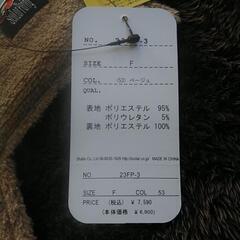 NO. 23FP-3
SIZE F
COL. (53) ベージュ
QUAL.
表地 ポリエステル 95%
ポリウレタン 5%
裏地 ポリエステル 100%
MADE IN CHINA
NO 23FP-3
SIZE F COL 53
PRICE (税込) ¥ 7,590
(本体価格 ¥ 6,900)